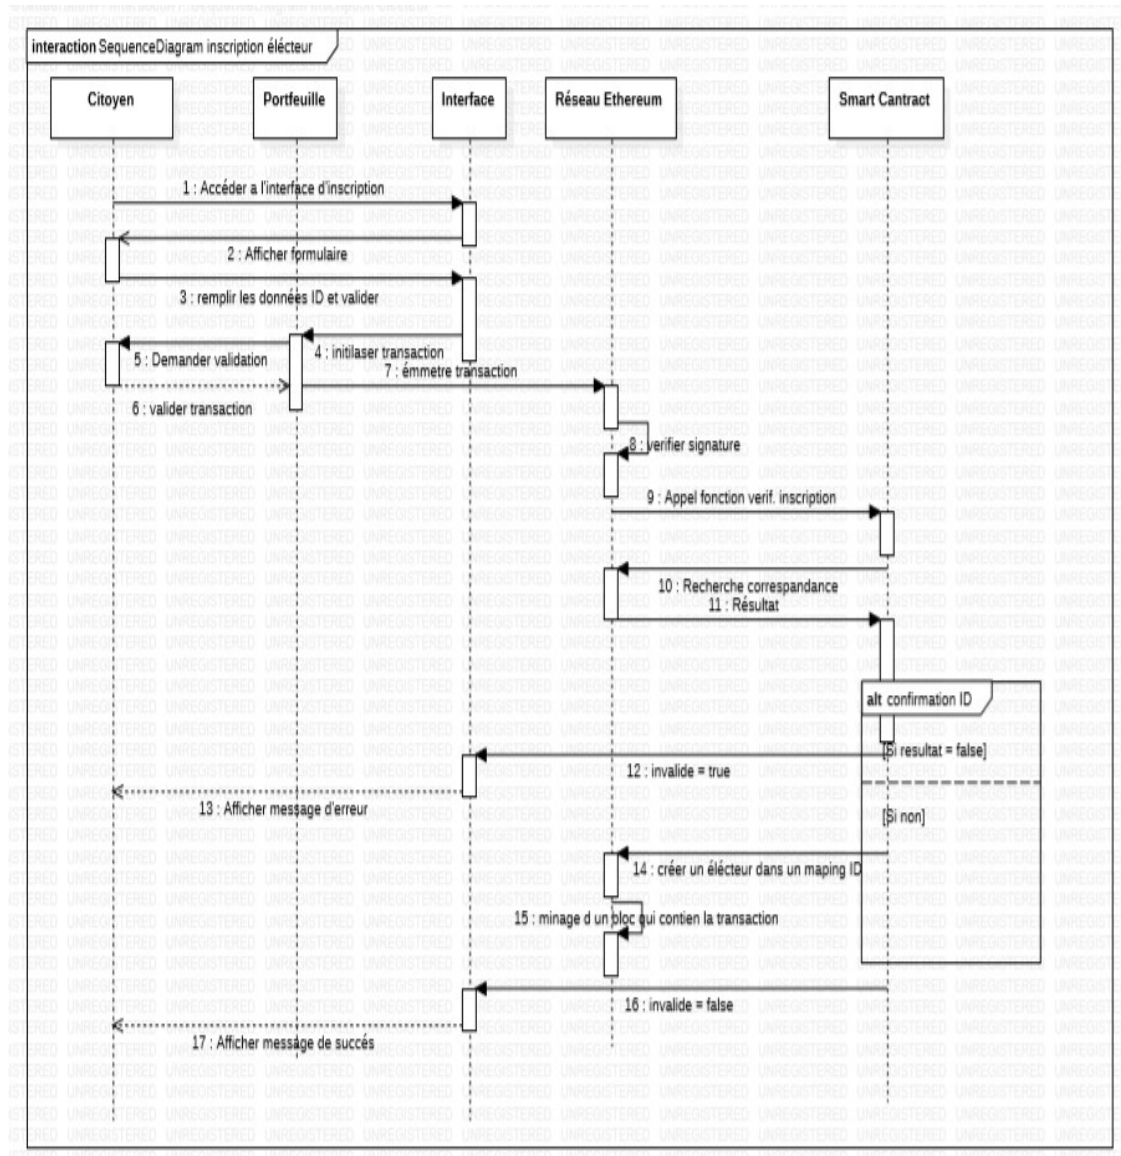 interaction SequenceDiagram inscription élécteur
Citoyen
Portfeuille
Interface
Réseau Ethereum
Smart Cantract
1 : Accéder a l'interface d'inscription
2 : Afficher formulaire
3 : remplir les données ID et valider
4 : initilaser transaction
5 : Demander validation
7 : émmetre transaction
6 : valider transaction
8 : verifier signature
9 : Appel fonction verif. inscription
10 : Recherche correspandance
11 : Résultat
alt confirmation ID
[Si resultat = false]
12 : invalide = true
13 : Afficher message d'erreur
[Si non]
14 : créer un élécteur dans un maping ID
15 : minage d un bloc qui contien la transaction
16 : invalide = false
17 : Afficher message de succés
UNREGISTERED